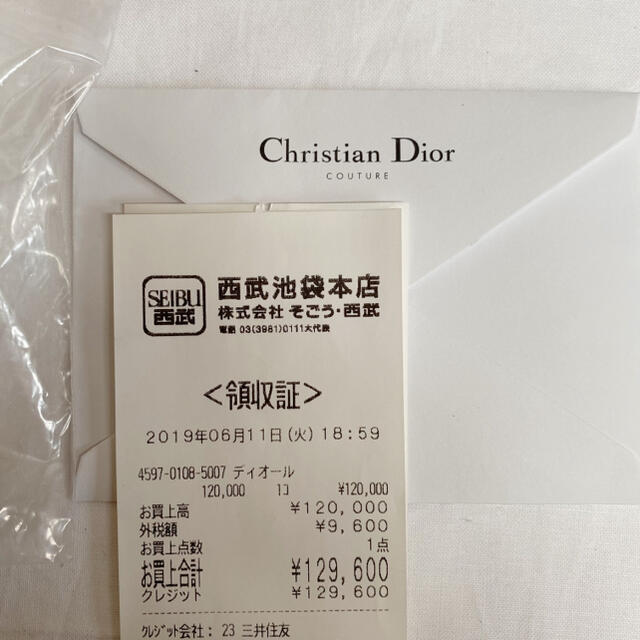 Christian Dior
COUTURE
SEIBU
西武
西武池袋本店
株式会社 そごう・西武
電話 03(3981)0111大代表
<領収証>
2019年06月11日(火) 18:59
4597-0108-5007 ディオール
120,000 1コ ¥120,000
お買上高 ¥120,000
外税額 ¥9,600
お買上点数 1点
お買上合計 ¥129,600
クレジット ¥129,600
クレジット会社: 23 三井住友